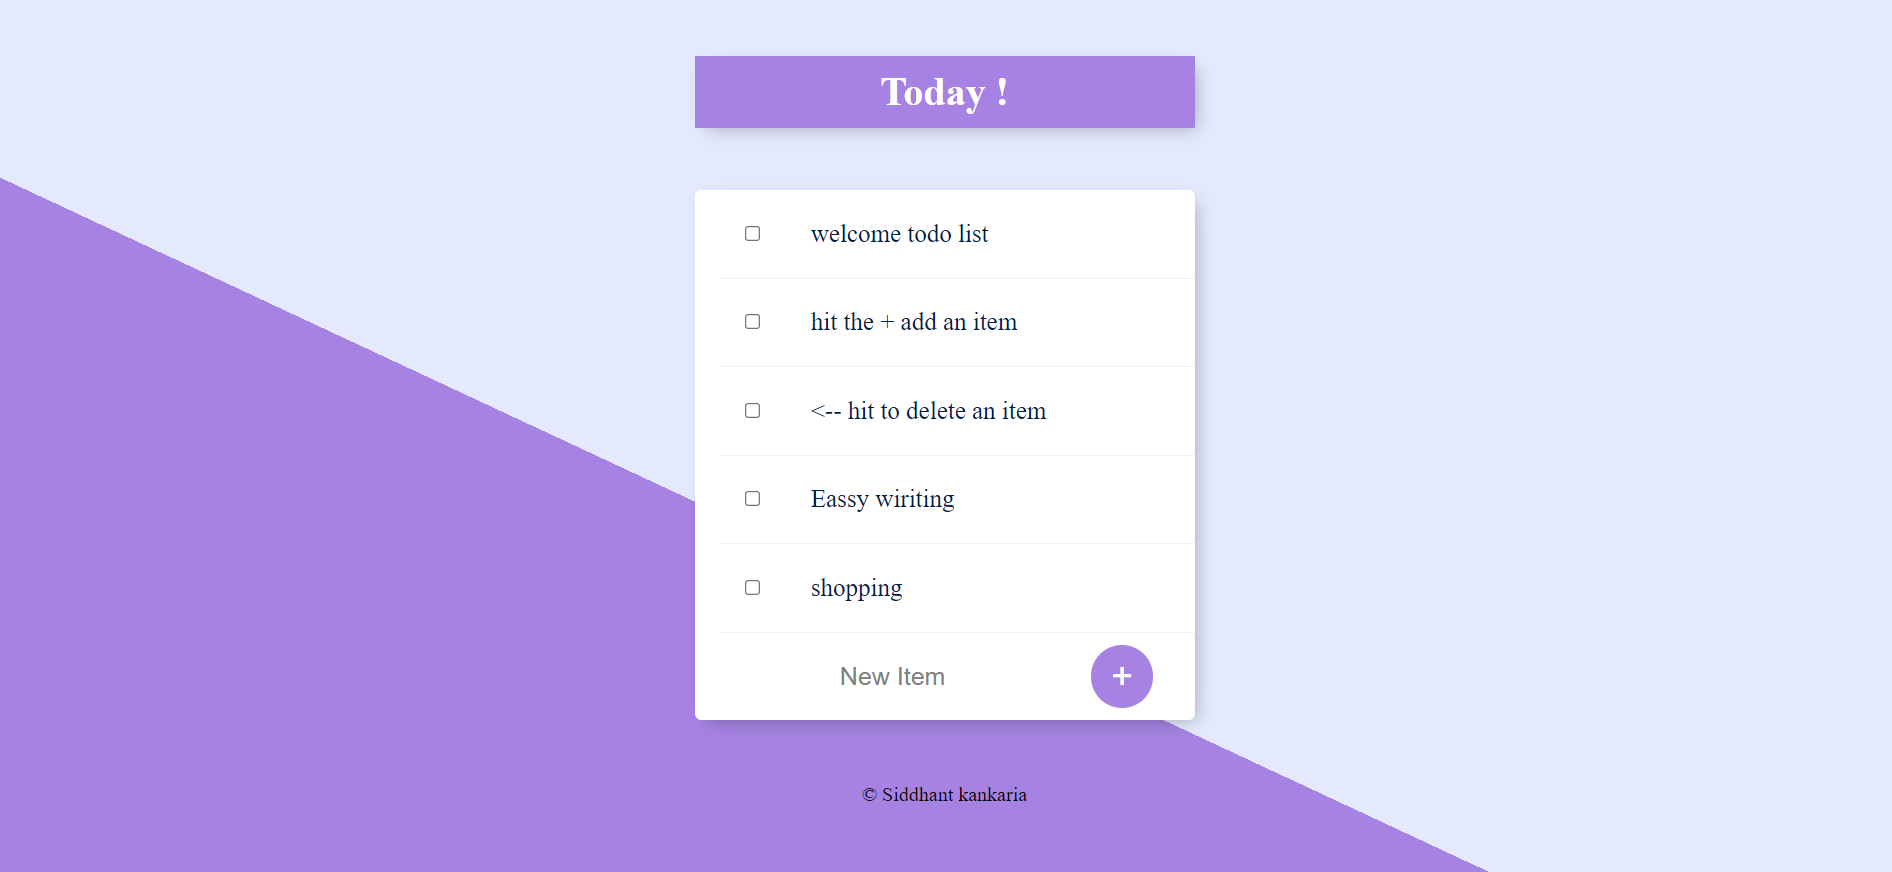 Today !
welcome todo list
hit the + add an item
<-- hit to delete an item
Eassy wiriting
shopping
New Item +
© Siddhant kankaria